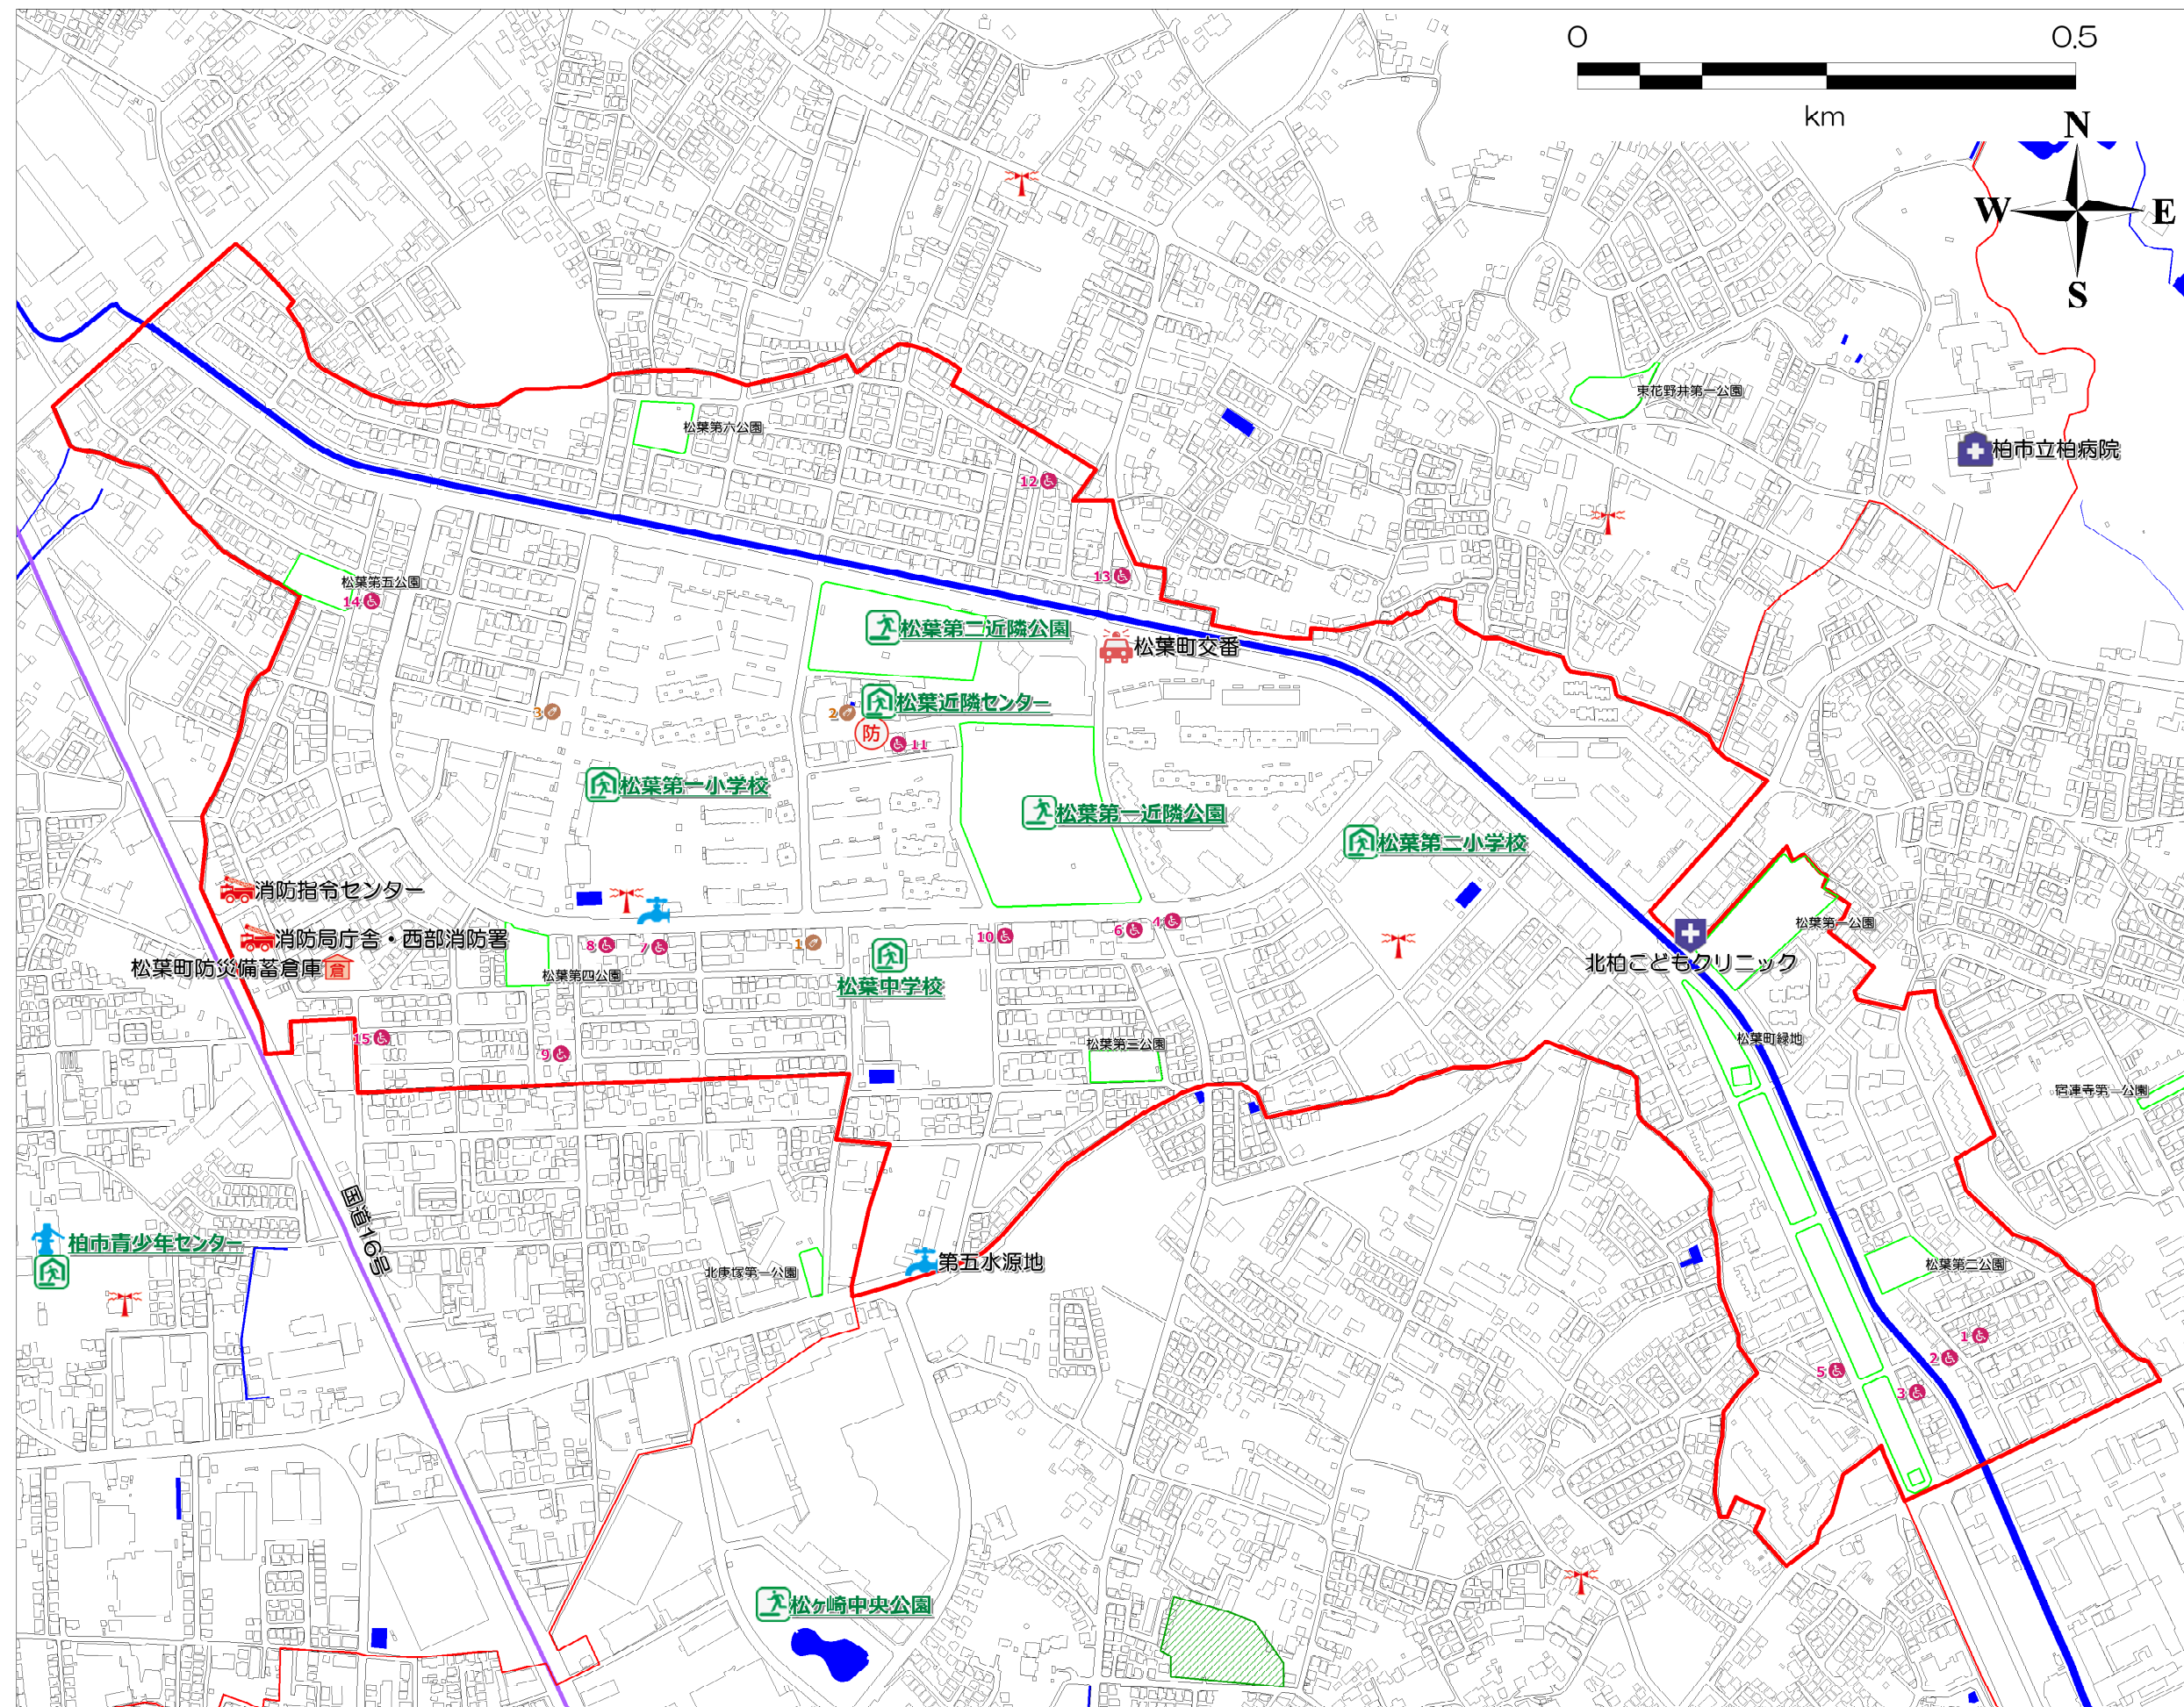 0 0.5
km
N
W E
S
東花野井第一公園
松葉第六公園
柏市立柏病院
12
13
松葉第五公園
14
松葉第二近隣公園
松葉町交番
松葉近隣センター
3
2
防
11
松葉第一小学校
松葉第一近隣公園
松葉第二小学校
消防指令センター
4
松葉第一公園
6
消防局庁舎・西部消防署
8
7
1
10
松葉町防災備蓄倉庫
倉
松葉第四公園
松葉中学校
北柏こどもクリニック
15
9
松葉第三公園
松葉町緑地
宿連寺第一公園
国道16号
柏市青少年センター
北庚塚第一公園
第五水源地
松葉第二公園
1
2
5
3
松ヶ崎中央公園